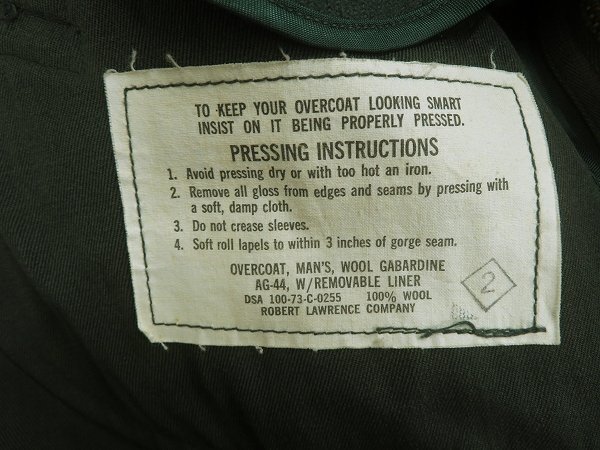 TO KEEP YOUR OVERCOAT LOOKING SMART
INSIST ON IT BEING PROPERLY PRESSED.
PRESSING INSTRUCTIONS
1. Avoid pressing dry or with too hot an iron.
2. Remove all gloss from edges and seams by pressing with
a soft, damp cloth.
3. Do not crease sleeves.
4. Soft roll lapels to within 3 inches of gorge seam.
OVERCOAT, MAN'S, WOOL GABARDINE
AG-44, W/REMOVABLE LINER
DSA 100-73-C-0255 100% WOOL
ROBERT LAWRENCE COMPANY
2